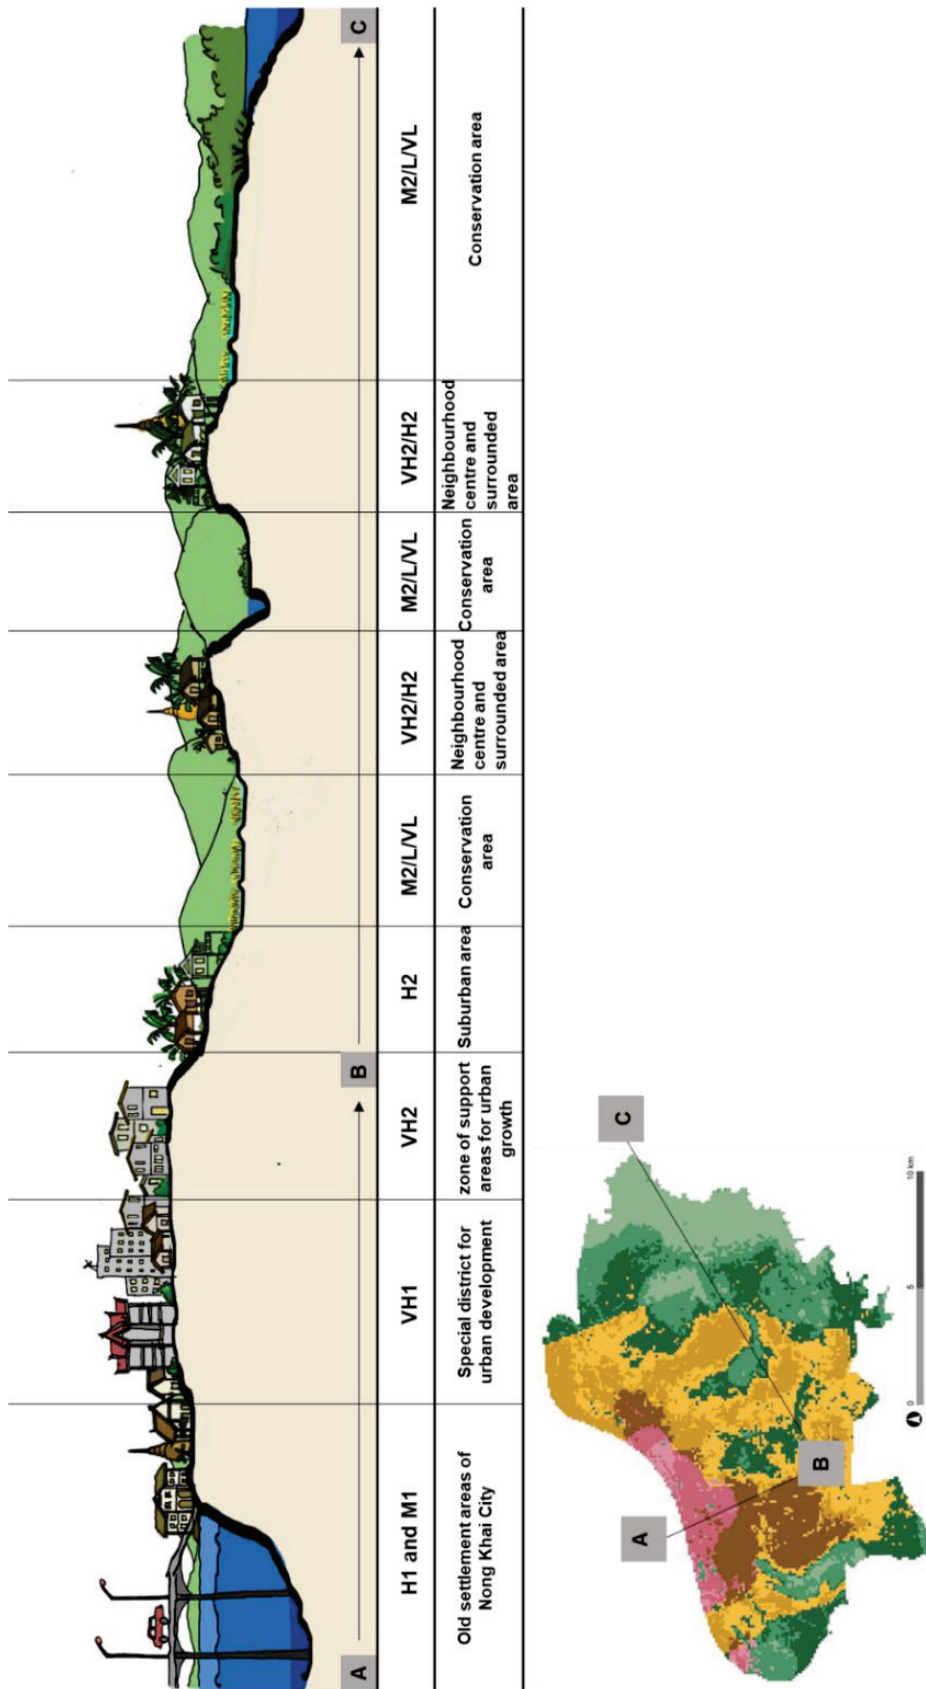 A
B
C
H1 and M1
VH1
VH2
H2
M2/L/VL
VH2/H2
M2/L/VL
VH2/H2
M2/L/VL
Old settlement areas of
Nong Khai City
Special district for
urban development
zone of support
areas for urban
growth
Suburban area
Conservation
area
Neighbourhood
centre and
surrounded area
Conservation
area
Neighbourhood
centre and
surrounded
area
Conservation area
A
B
C
0 5 10 km